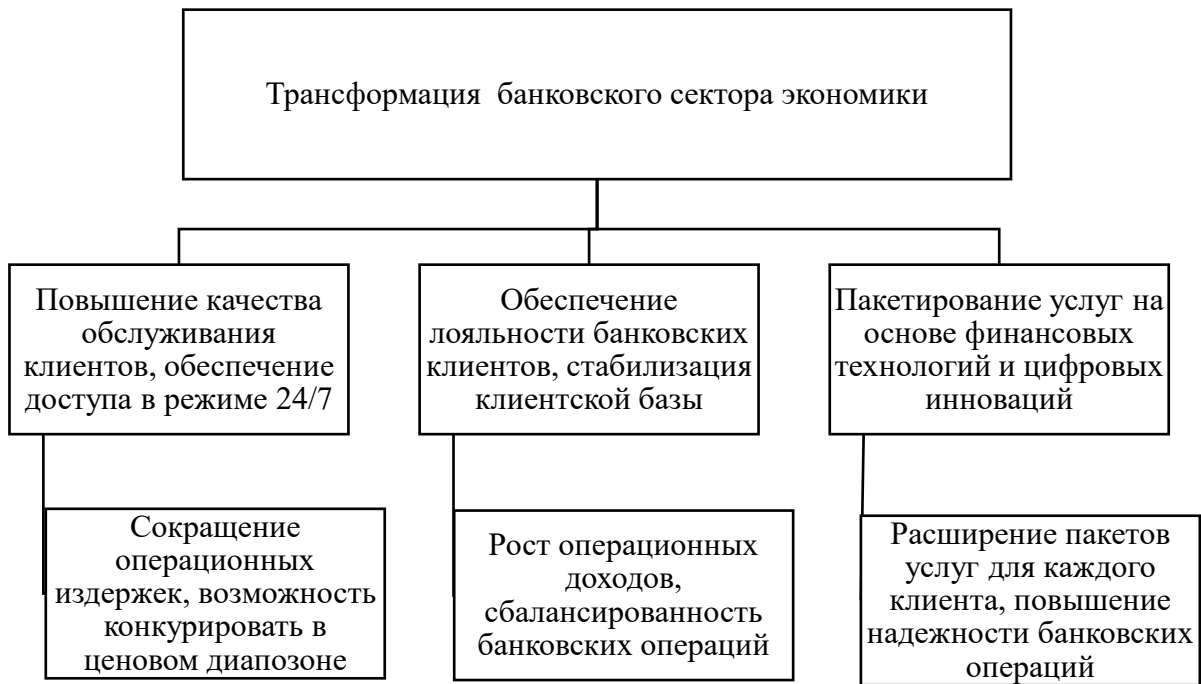 Трансформация банковского сектора экономики
Повышение качества
обслуживания
клиентов, обеспечение
доступа в режиме 24/7
Обеспечение
лояльности банковских
клиентов, стабилизация
клиентской базы
Пакетирование услуг на
основе финансовых
технологий и цифровых
инноваций
Сокращение
операционных
издержек, возможность
конкурировать в
ценовом диапозоне
Рост операционных
доходов,
сбалансированность
банковских операций
Расширение пакетов
услуг для каждого
клиента, повышение
надежности банковских
операций